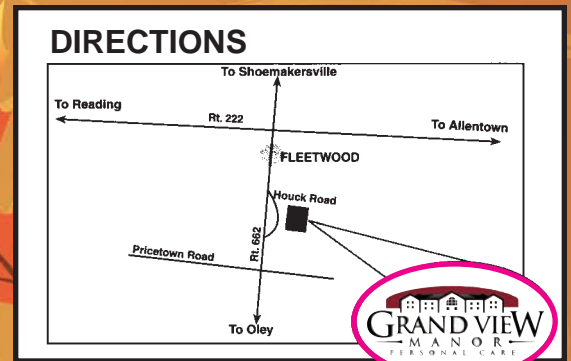 DIRECTIONS
To Shoemakersville
To Reading
Rt. 222
To Allentown
FLEETWOOD
Houck Road
Rt. 662
Pricetown Road
To Oley
GRAND VIEW
MANOR
PERSONAL CARE